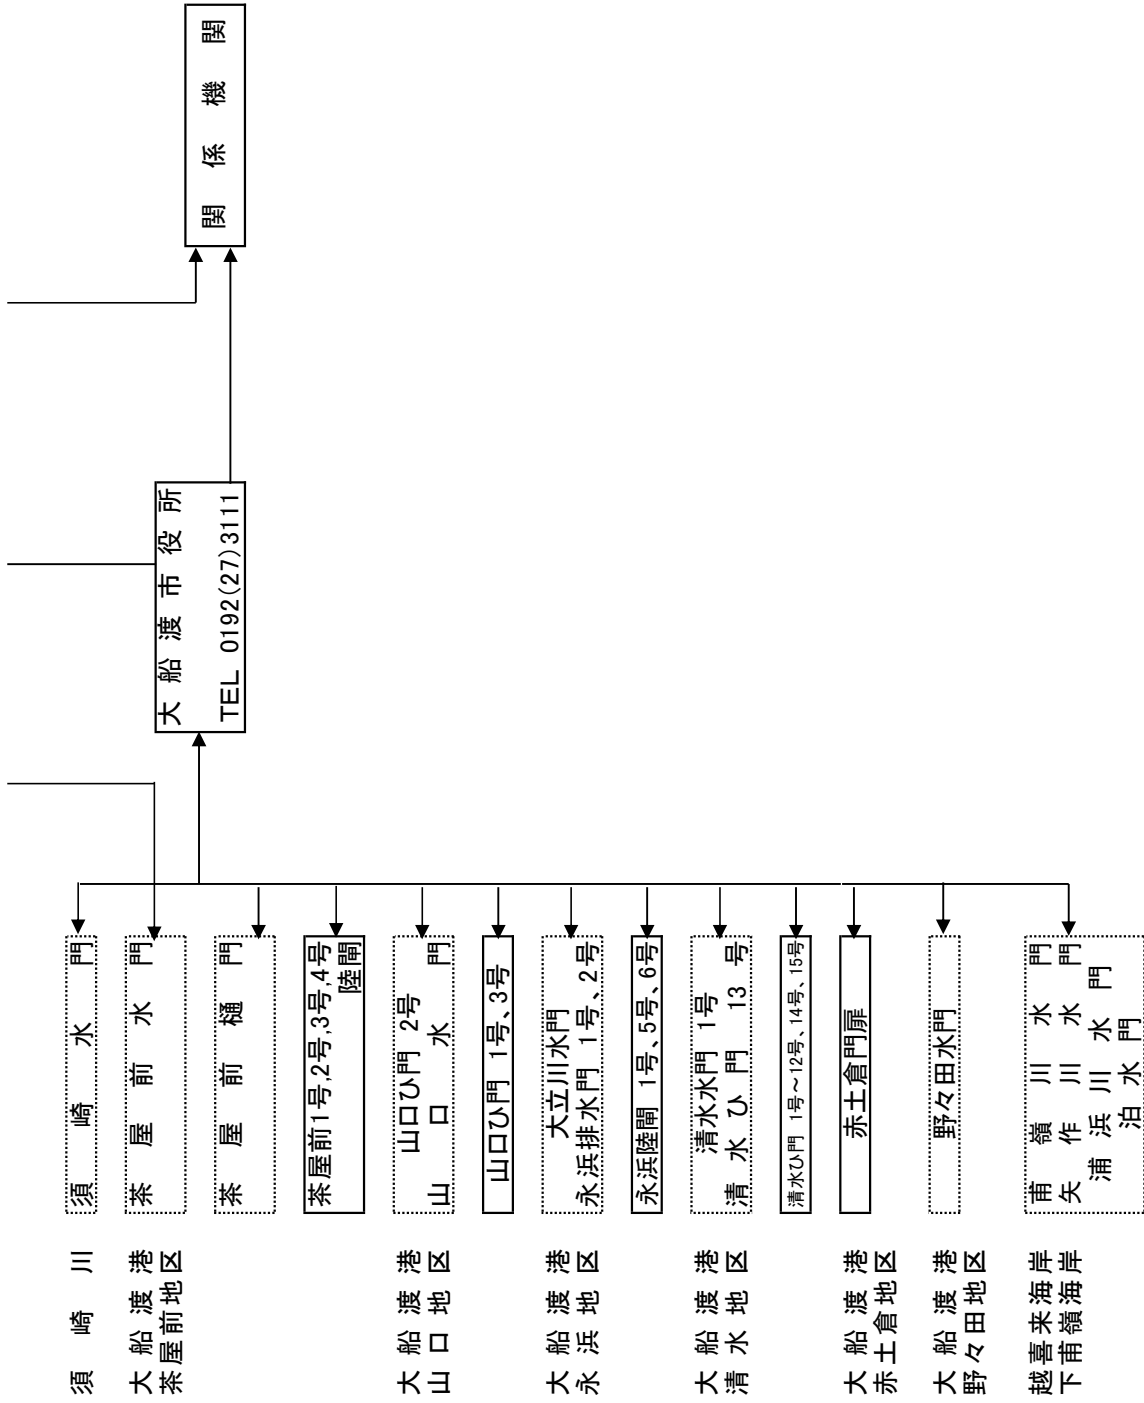 関係機関
大船渡市役所
TEL 0192(27)3111
須崎川
須崎水門
大船渡港
茶屋前地区
茶屋前水門
茶屋前樋門
茶屋前1号,2号,3号,4号
陸閘
大船渡港
山口地区
山口ひ門 2号
山口水門
山口ひ門 1号、3号
大船渡港
永浜地区
大立川水門
永浜排水門 1号、2号
永浜陸閘 1号、5号、6号
大船渡港
清水地区
清水水門 1号
清水ひ門 13号
清水ひ門 1号～12号、14号、15号
大船渡港
赤土倉地区
赤土倉門扉
大船渡港
野々田地区
野々田水門
越喜来海岸
下甫嶺海岸
甫嶺川水門
矢作川水門
浦浜川水門
泊水門